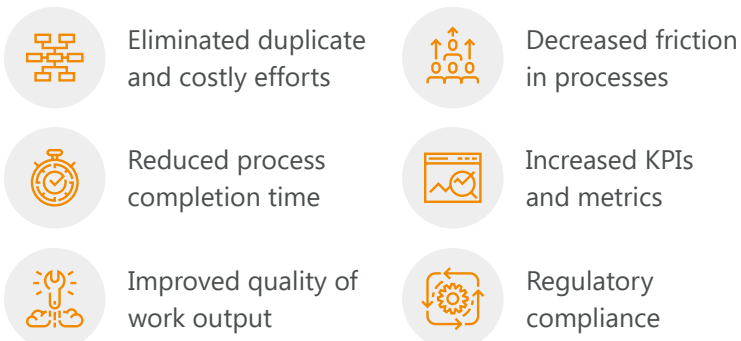 Eliminated duplicate
and costly efforts
Decreased friction
in processes
Reduced process
completion time
Increased KPIs
and metrics
Improved quality of
work output
Regulatory
compliance